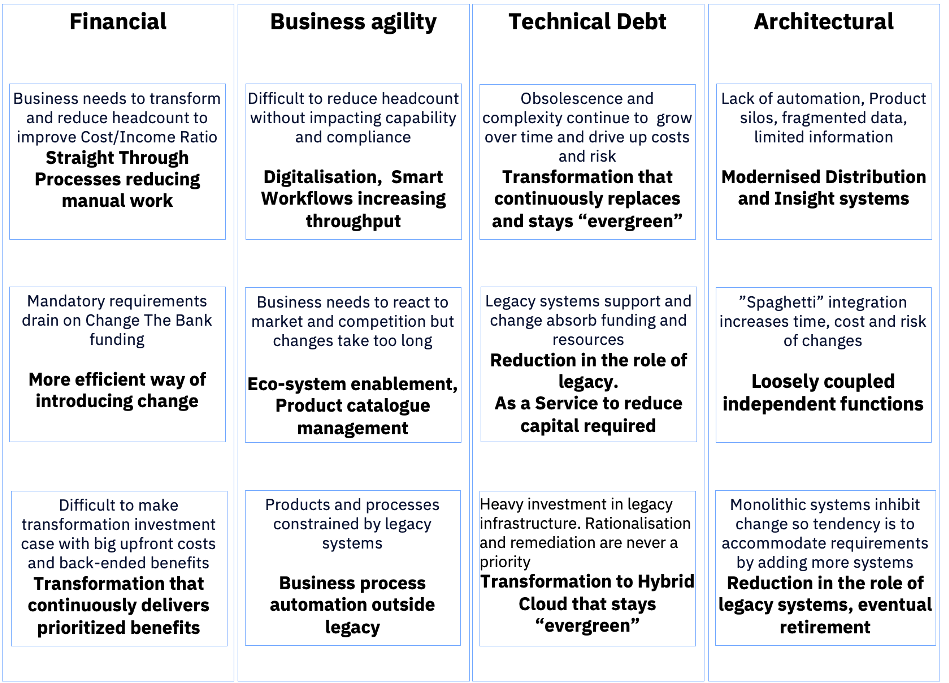 Financial
Business needs to transform
and reduce headcount to
improve Cost/Income Ratio
Straight Through
Processes reducing
manual work
Mandatory requirements
drain on Change The Bank
funding
More efficient way of
introducing change
Difficult to make
transformation investment
case with big upfront costs
and back-ended benefits
Transformation that
continuously delivers
prioritized benefits
Business agility
Difficult to reduce headcount
without impacting capability
and compliance
Digitalisation,  Smart
Workflows increasing
throughput
Business needs to react to
market and competition but
changes take too long
Eco-system enablement,
Product catalogue
management
Products and processes
constrained by legacy
systems
Business process
automation outside
legacy
Technical Debt
Obsolescence and
complexity continue to  grow
over time and drive up costs
and risk
Transformation that
continuously replaces
and stays “evergreen”
Legacy systems support and
change absorb funding and
resources
Reduction in the role of
legacy.
As a Service to reduce
capital required
Heavy investment in legacy
infrastructure. Rationalisation
and remediation are never a
priority
Transformation to Hybrid
Cloud that stays
“evergreen”
Architectural
Lack of automation, Product
silos, fragmented data,
limited information
Modernised Distribution
and Insight systems
”Spaghetti” integration
increases time, cost and risk
of changes
Loosely coupled
independent functions
Monolithic systems inhibit
change so tendency is to
accommodate requirements
by adding more systems
Reduction in the role of
legacy systems, eventual
retirement